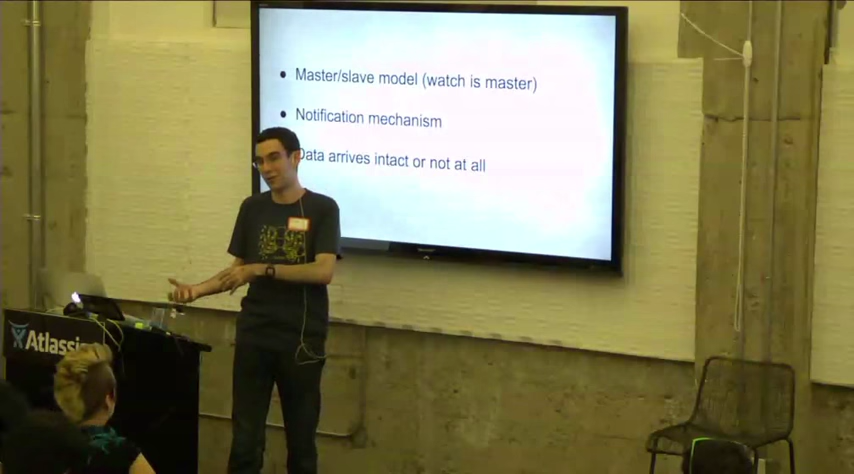 Master/slave model (watch is master)
Notification mechanism
Data arrives intact or not at all
Atlassian